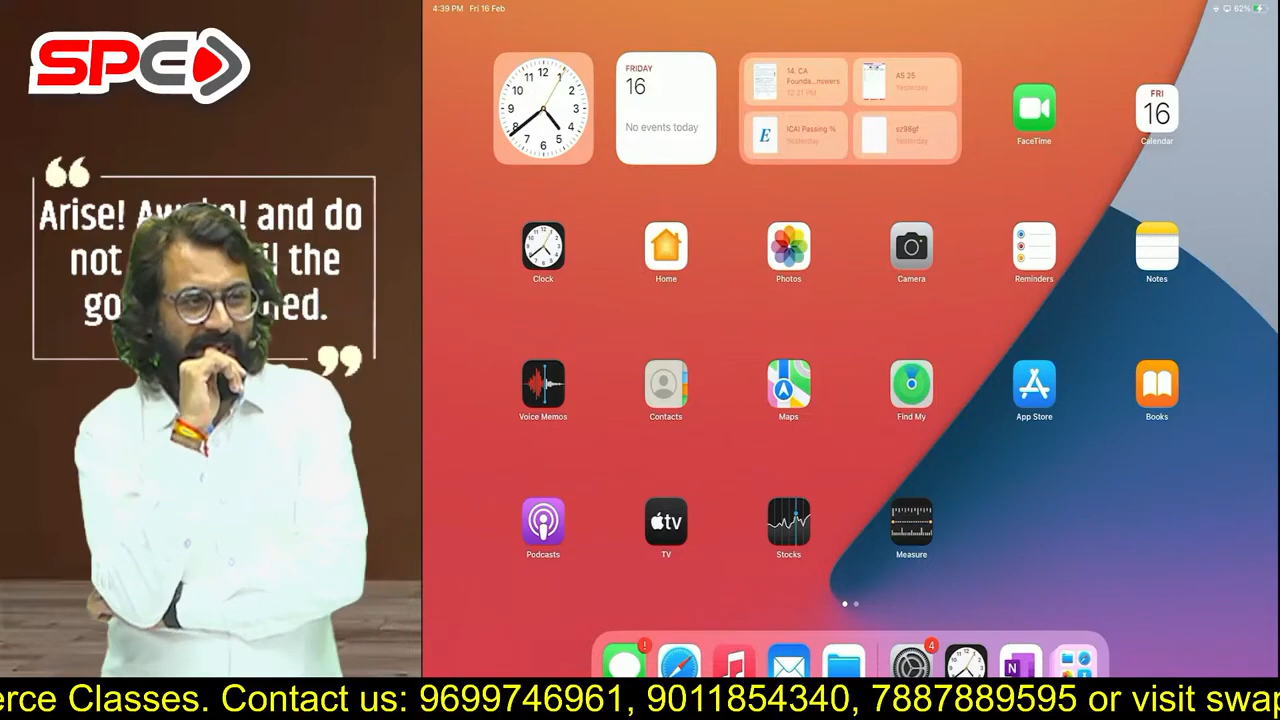 SPE
4:39 PM Fri 16 Feb
62%
Arise! Aw e! and do
not il the
go ned.
FRIDAY
16
No events today
14. CA
Founda...nswers
12:21 PM
AS 25
Yesterday
E
ICAI Passing %
Yesterday
sz98gf
Yesterday
FaceTime
FRI
16
Calendar
Clock
Home
Photos
Camera
Reminders
Notes
Voice Memos
Contacts
Maps
Find My
App Store
Books
tv
Podcasts
TV
Stocks
Measure
!
4
N
erce Classes. Contact us: 9699746961, 9011854340, 7887889595 or visit swap